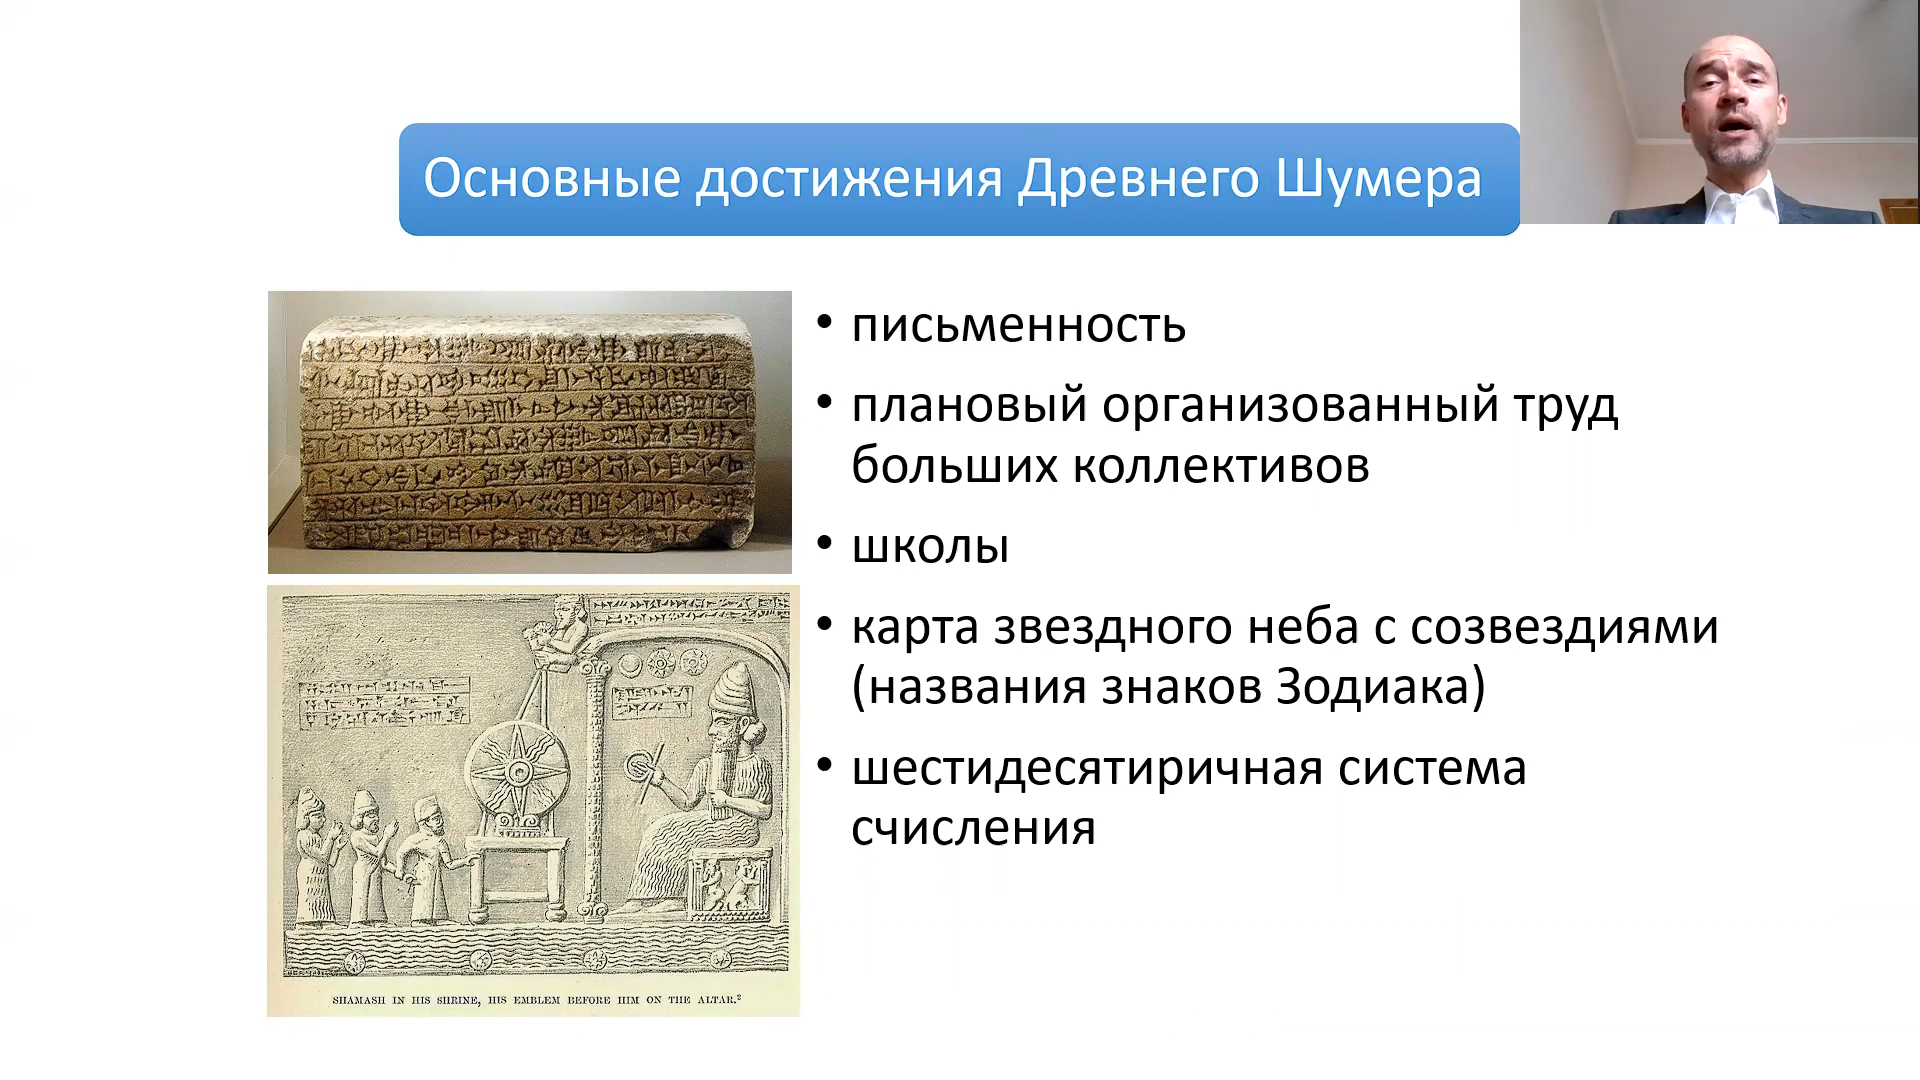 Основные достижения Древнего Шумера
• письменность
• плановый организованный труд
больших коллективов
• школы
• карта звездного неба с созвездиями
(названия знаков Зодиака)
• шестидесятиричная система
счисления
SHAMASH IN HIS SHRINE, HIS EMBLEM BEFORE HIM ON THE ALTAR.²